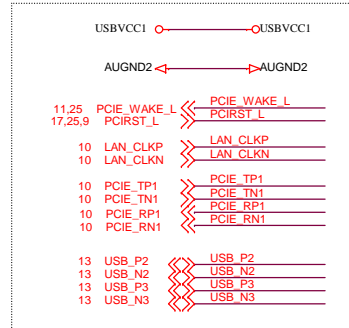 USBVCC1 USBVCC1
AUGND2 AUGND2
11,25 PCIE_WAKE_L PCIE_WAKE_L
17,25,9 PCIRST_L PCIRST_L
10 LAN_CLKP LAN_CLKP
10 LAN_CLKN LAN_CLKN
10 PCIE_TP1 PCIE_TP1
10 PCIE_TN1 PCIE_TN1
10 PCIE_RP1 PCIE_RP1
10 PCIE_RN1 PCIE_RN1
13 USB_P2 USB_P2
13 USB_N2 USB_N2
13 USB_P3 USB_P3
13 USB_N3 USB_N3